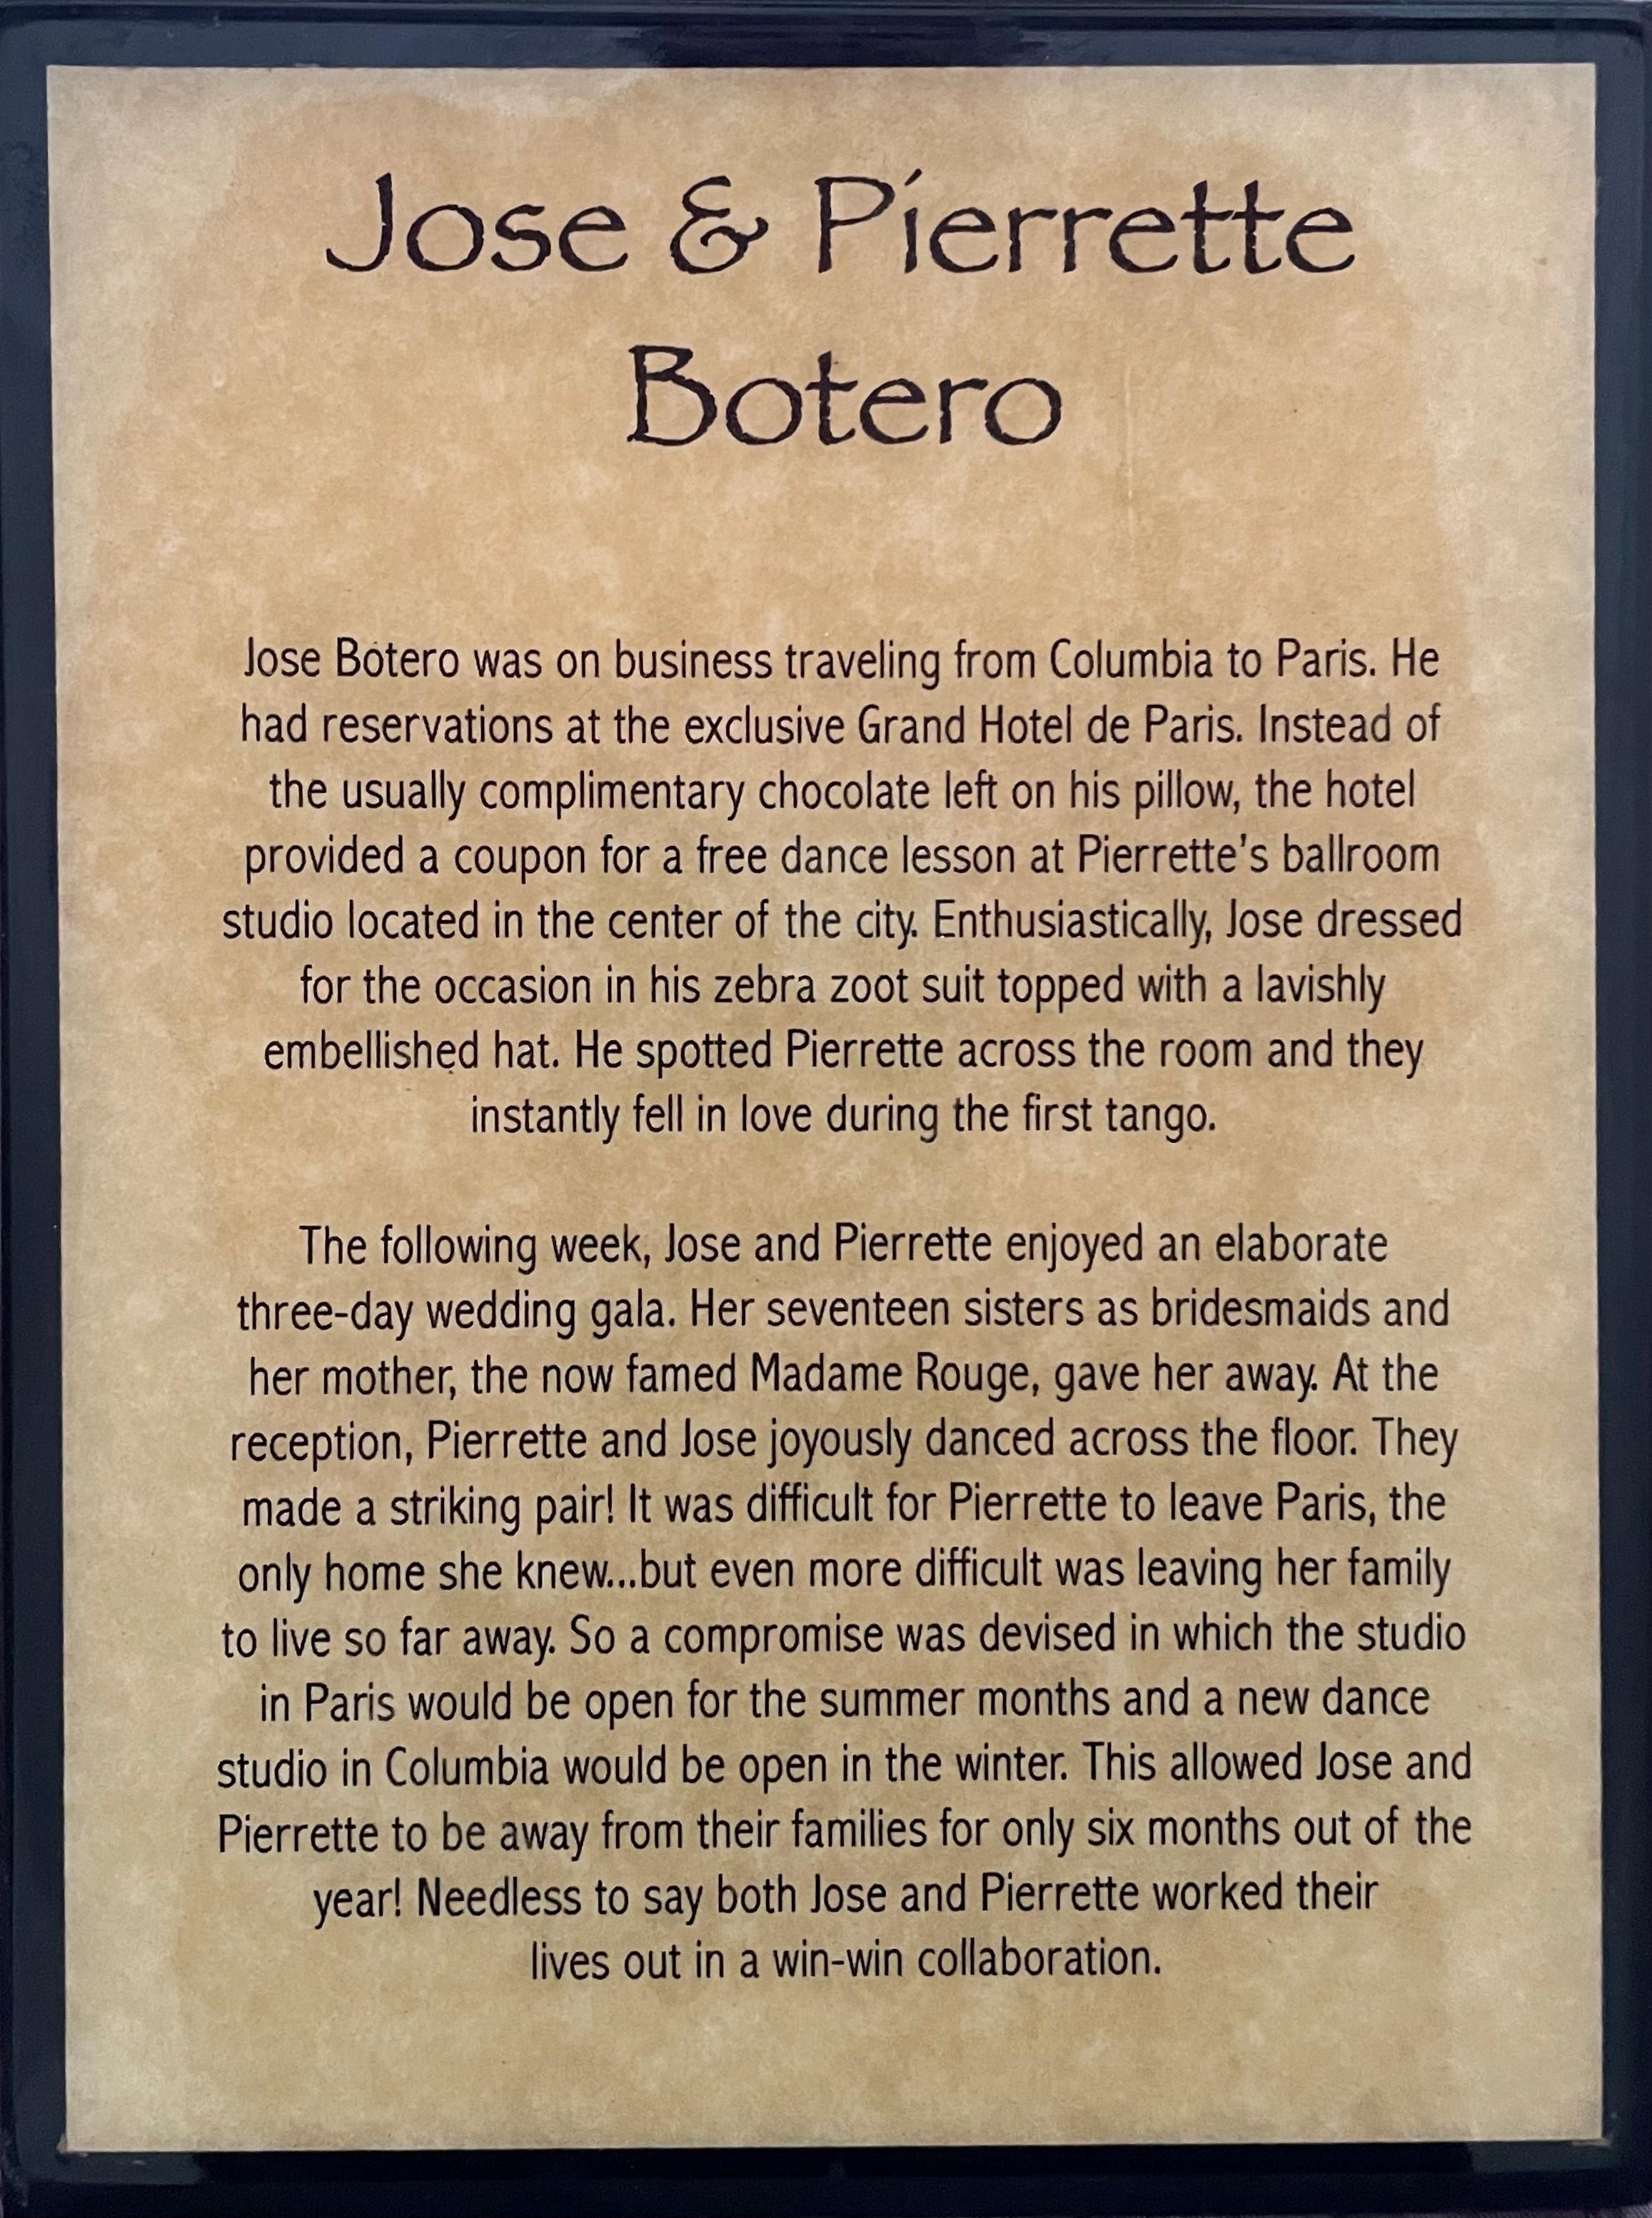 Jose & Pierrette
Botero
Jose Botero was on business traveling from Columbia to Paris. He
had reservations at the exclusive Grand Hotel de Paris. Instead of
the usually complimentary chocolate left on his pillow, the hotel
provided a coupon for a free dance lesson at Pierrette's ballroom
studio located in the center of the city. Enthusiastically, Jose dressed
for the occasion in his zebra zoot suit topped with a lavishly
embellished hat. He spotted Pierrette across the room and they
instantly fell in love during the first tango.
The following week, Jose and Pierrette enjoyed an elaborate
three-day wedding gala. Her seventeen sisters as bridesmaids and
her mother, the now famed Madame Rouge, gave her away. At the
reception, Pierrette and Jose joyously danced across the floor. They
made a striking pair! It was difficult for Pierrette to leave Paris, the
only home she knew...but even more difficult was leaving her family
to live so far away. So a compromise was devised in which the studio
in Paris would be open for the summer months and a new dance
studio in Columbia would be open in the winter. This allowed Jose and
Pierrette to be away from their families for only six months out of the
year! Needless to say both Jose and Pierrette worked their
lives out in a win-win collaboration.